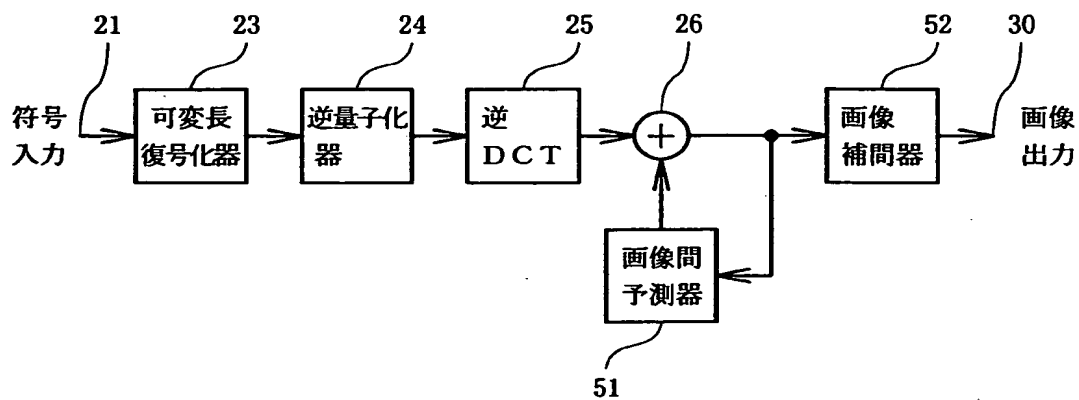 21
23
24
25
26
52
30
符号
入力
可変長
復号化器
逆量子化
器
逆
DCT
+
画像
補間器
画像
出力
画像間
予測器
51